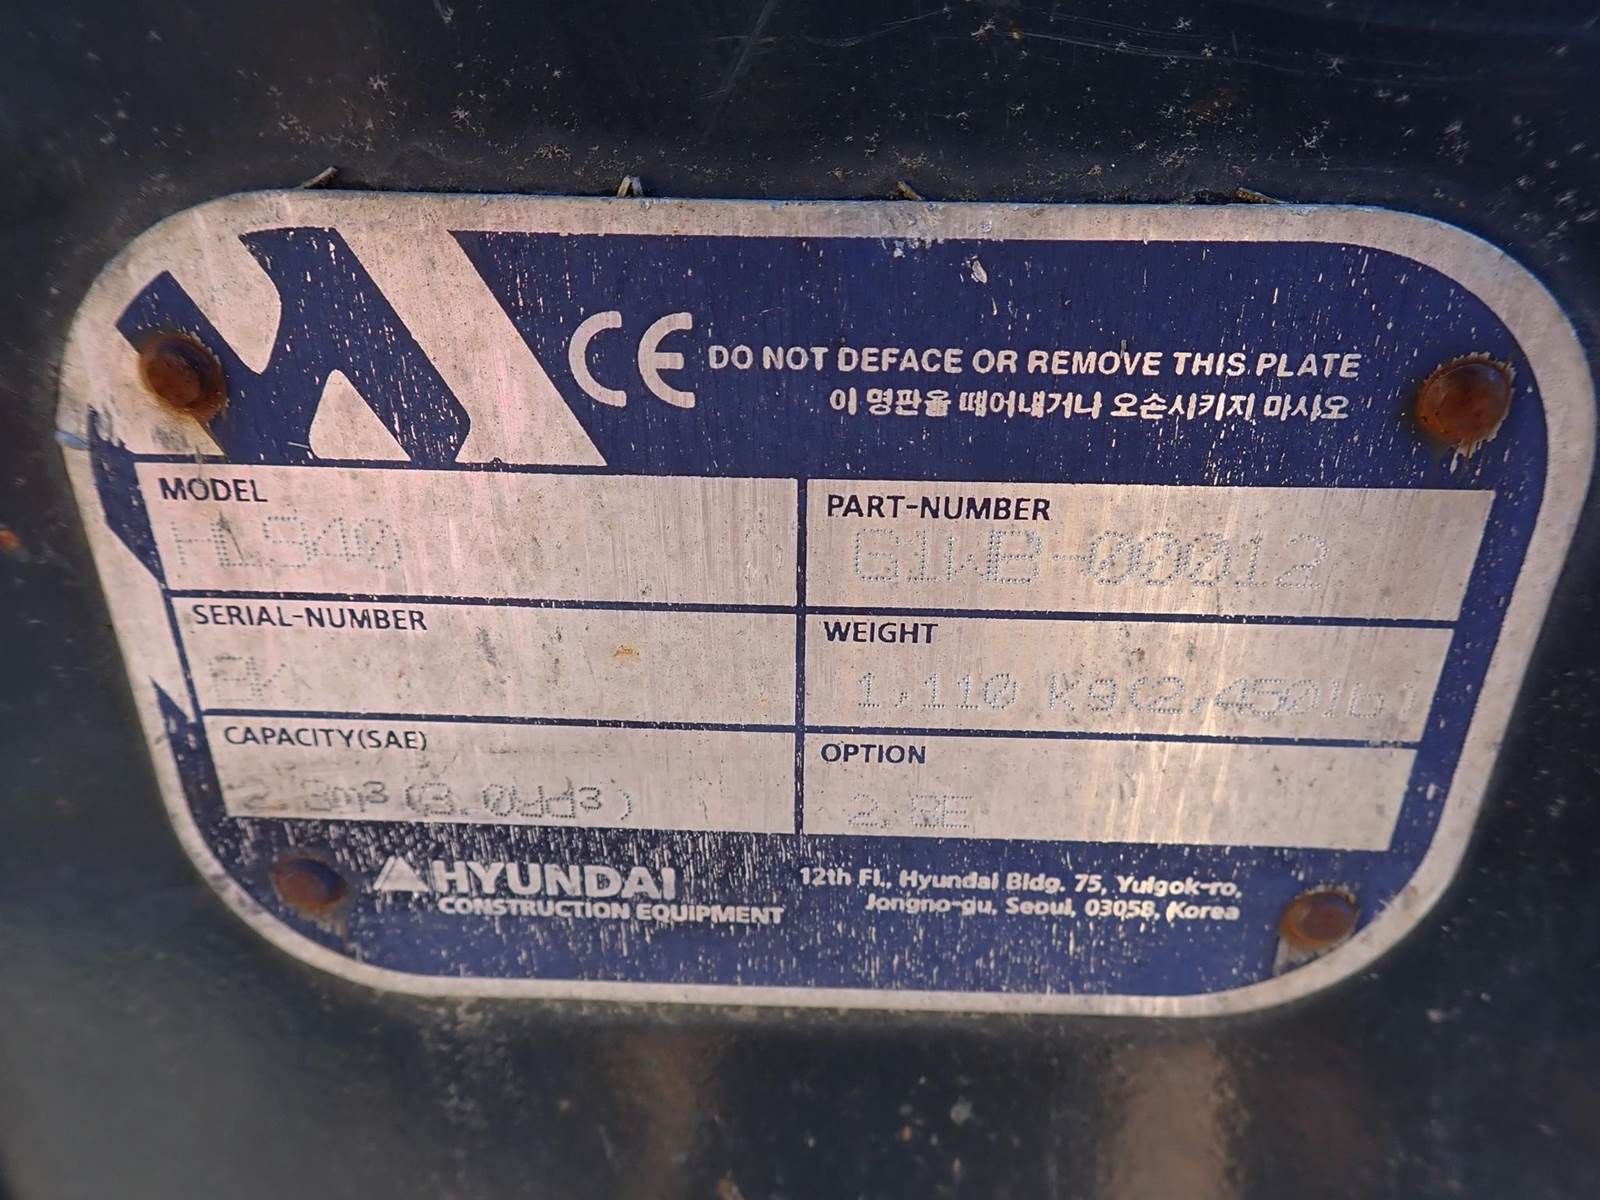 CE DO NOT DEFACE OR REMOVE THIS PLATE
이 명판을 떼어내거나 오손시키지 마시오
MODEL
HL940
PART-NUMBER
G1WB-00012
SERIAL-NUMBER
WEIGHT
1,110 kg(2,450lb)
CAPACITY(SAE)
2.3m3 (3.0yd3)
OPTION
HYUNDAI
CONSTRUCTION EQUIPMENT
12th Fl., Hyundai Bldg. 75, Yulgok-ro,
Jongno-gu, Seoul, 03058, Korea